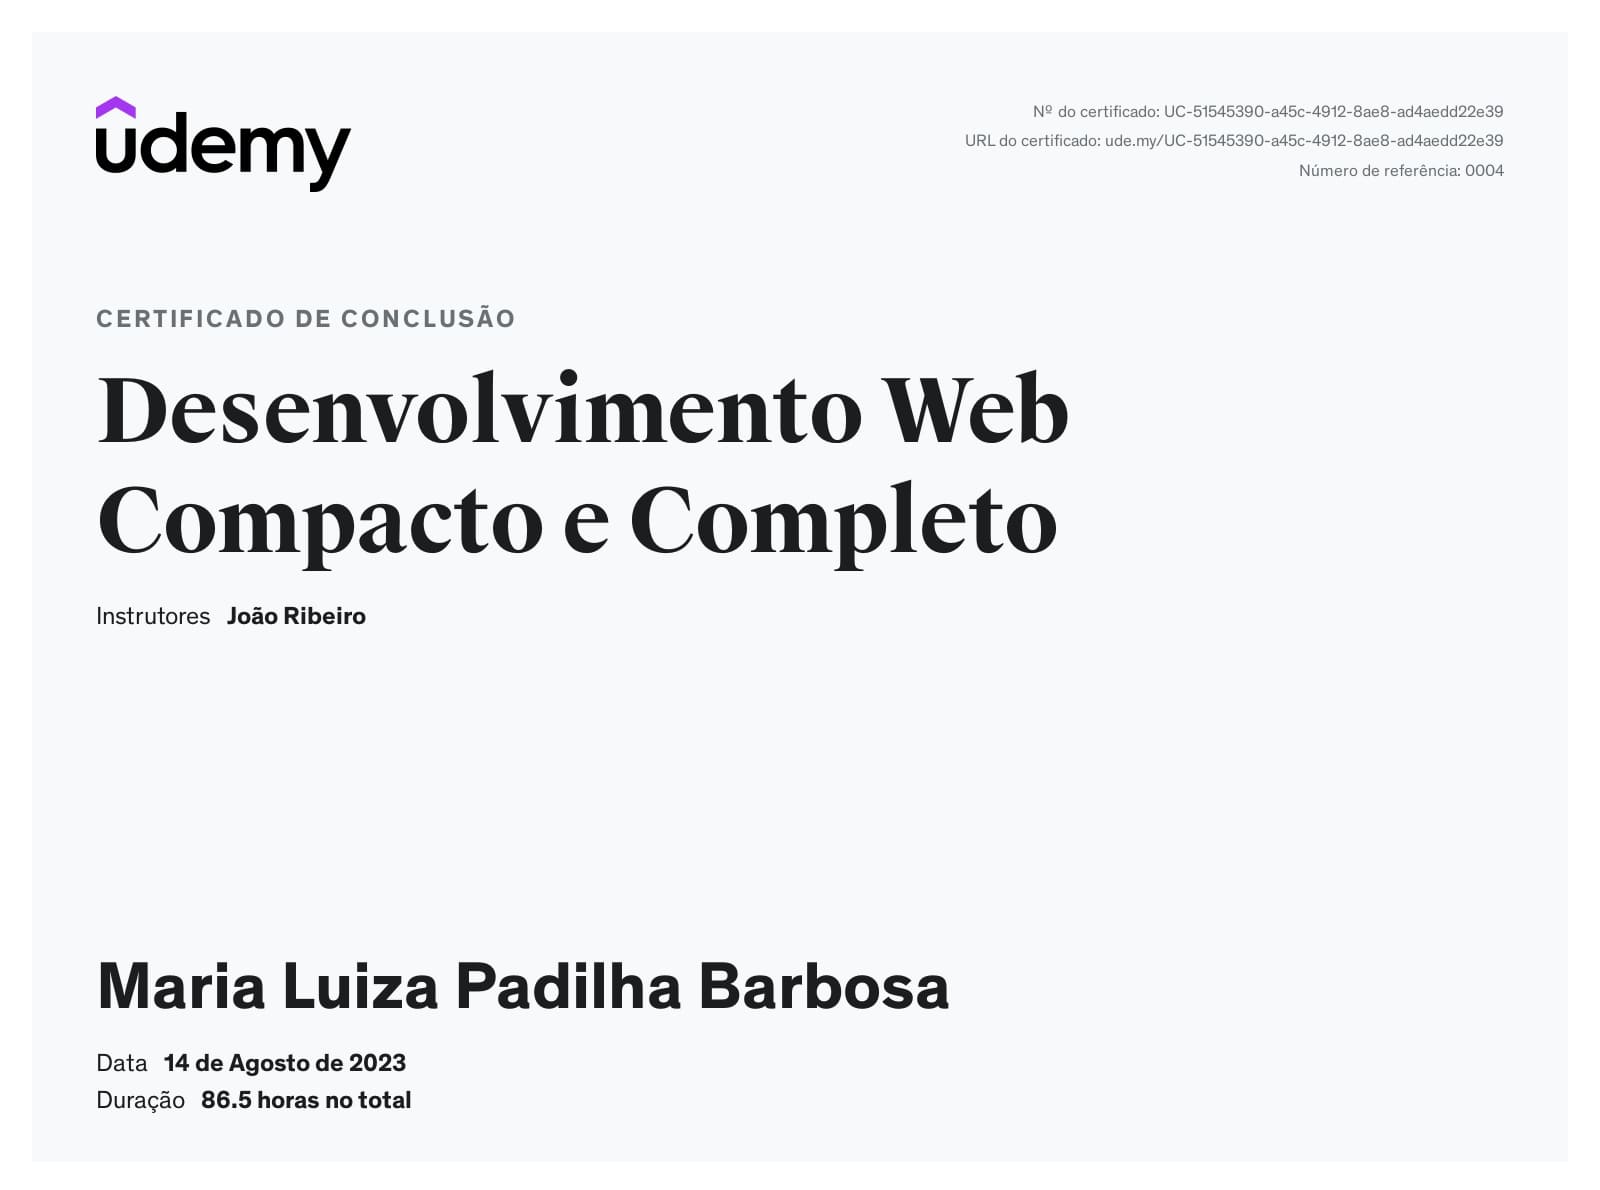 udemy
Nº do certificado: UC-51545390-a45c-4912-8ae8-ad4aedd22e39
URL do certificado: ude.my/UC-51545390-a45c-4912-8ae8-ad4aedd22e39
Número de referência: 0004
CERTIFICADO DE CONCLUSÃO
Desenvolvimento Web
Compacto e Completo
Instrutores João Ribeiro
Maria Luiza Padilha Barbosa
Data 14 de Agosto de 2023
Duração 86.5 horas no total